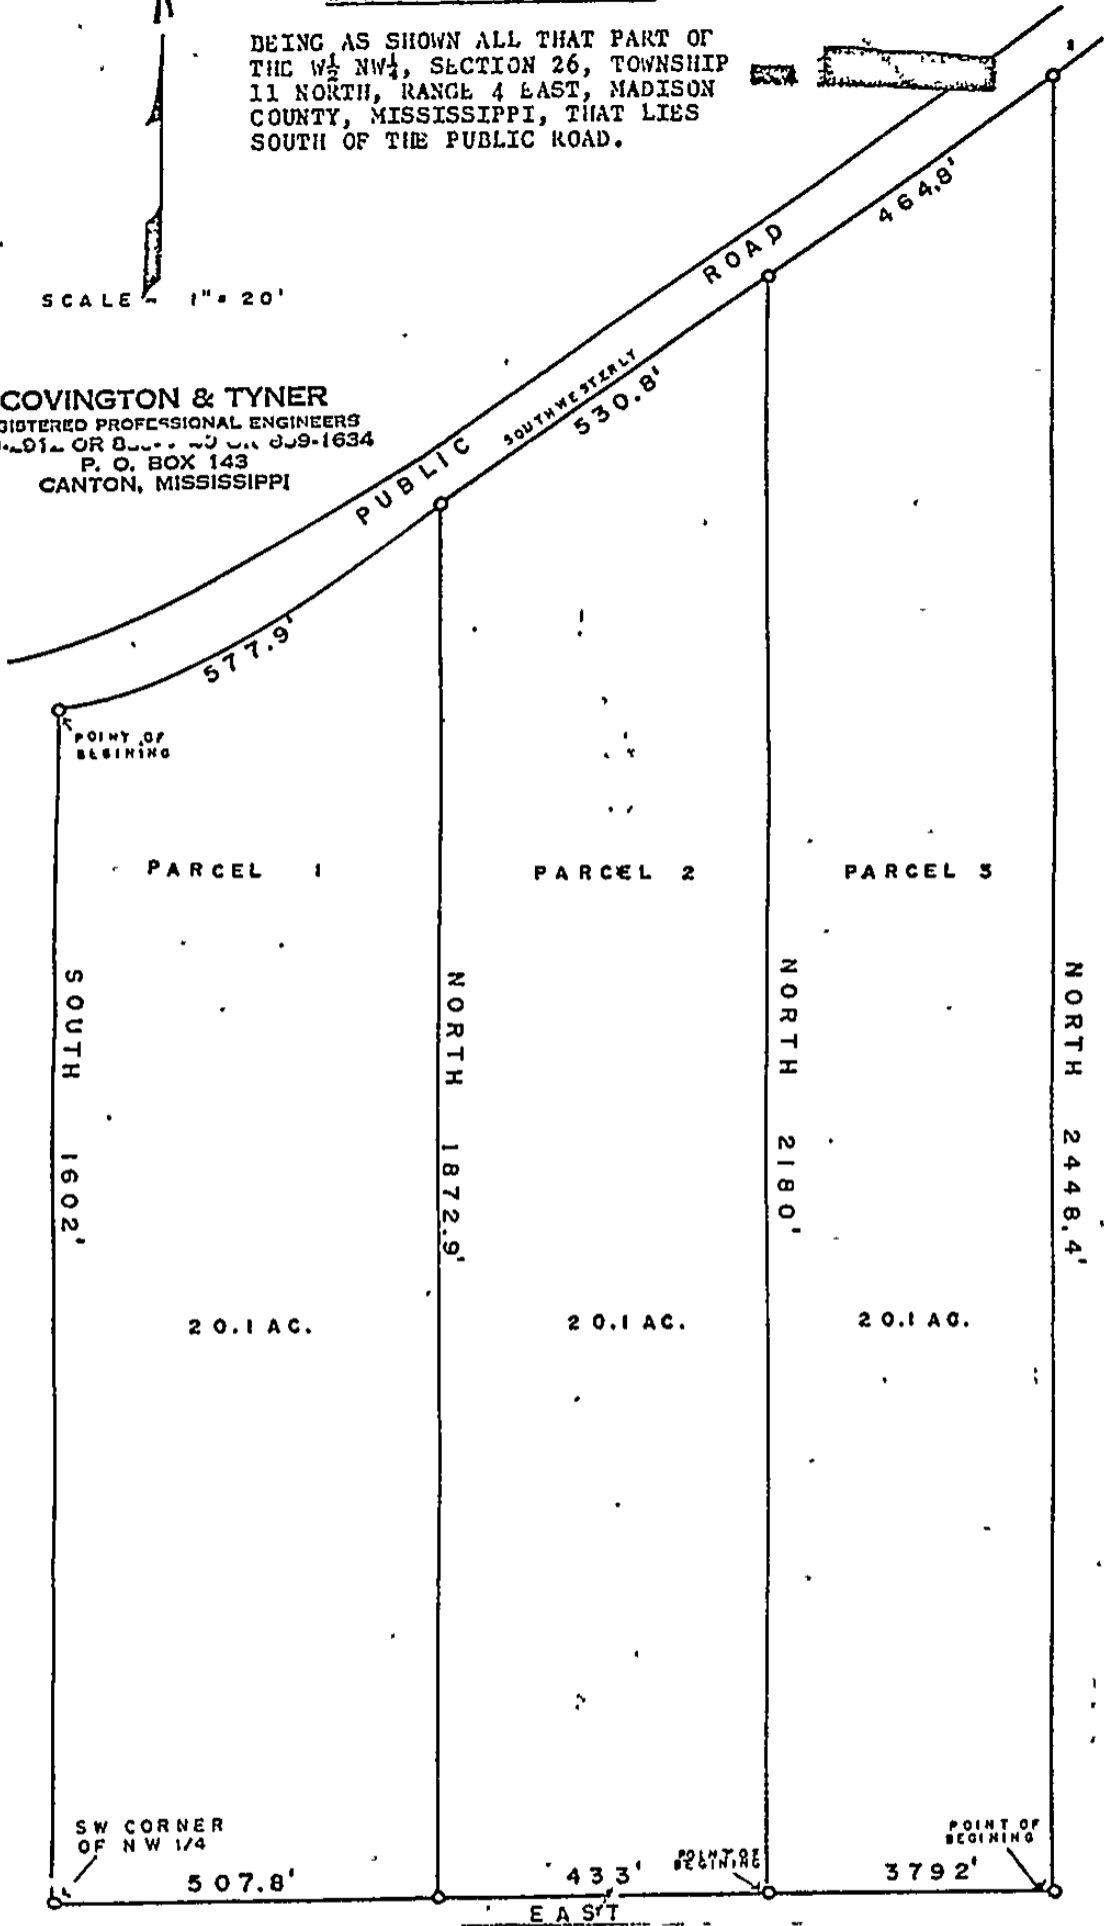 BEING AS SHOWN ALL THAT PART OF
THE W½ NW¼, SECTION 26, TOWNSHIP
11 NORTH, RANGE 4 EAST, MADISON
COUNTY, MISSISSIPPI, THAT LIES
SOUTH OF THE PUBLIC ROAD.
SCALE - 1" = 20'
COVINGTON & TYNER
PROFESSIONAL ENGINEERS
OR 859-1634
P. O. BOX 143
CANTON, MISSISSIPPI
PUBLIC ROAD
464.8'
SOUTHWESTERLY
530.8'
577.9'
POINT OF
BEGINING
PARCEL 1
PARCEL 2
PARCEL 3
SOUTH 1602'
NORTH 1872.9'
NORTH 2180'
NORTH 2448.4'
20.1 AC.
20.1 AC.
20.1 AC.
SW CORNER
OF NW 1/4
POINT OF
BEGINING
POINT OF
BEGINING
507.8'
433'
3792'
EAST